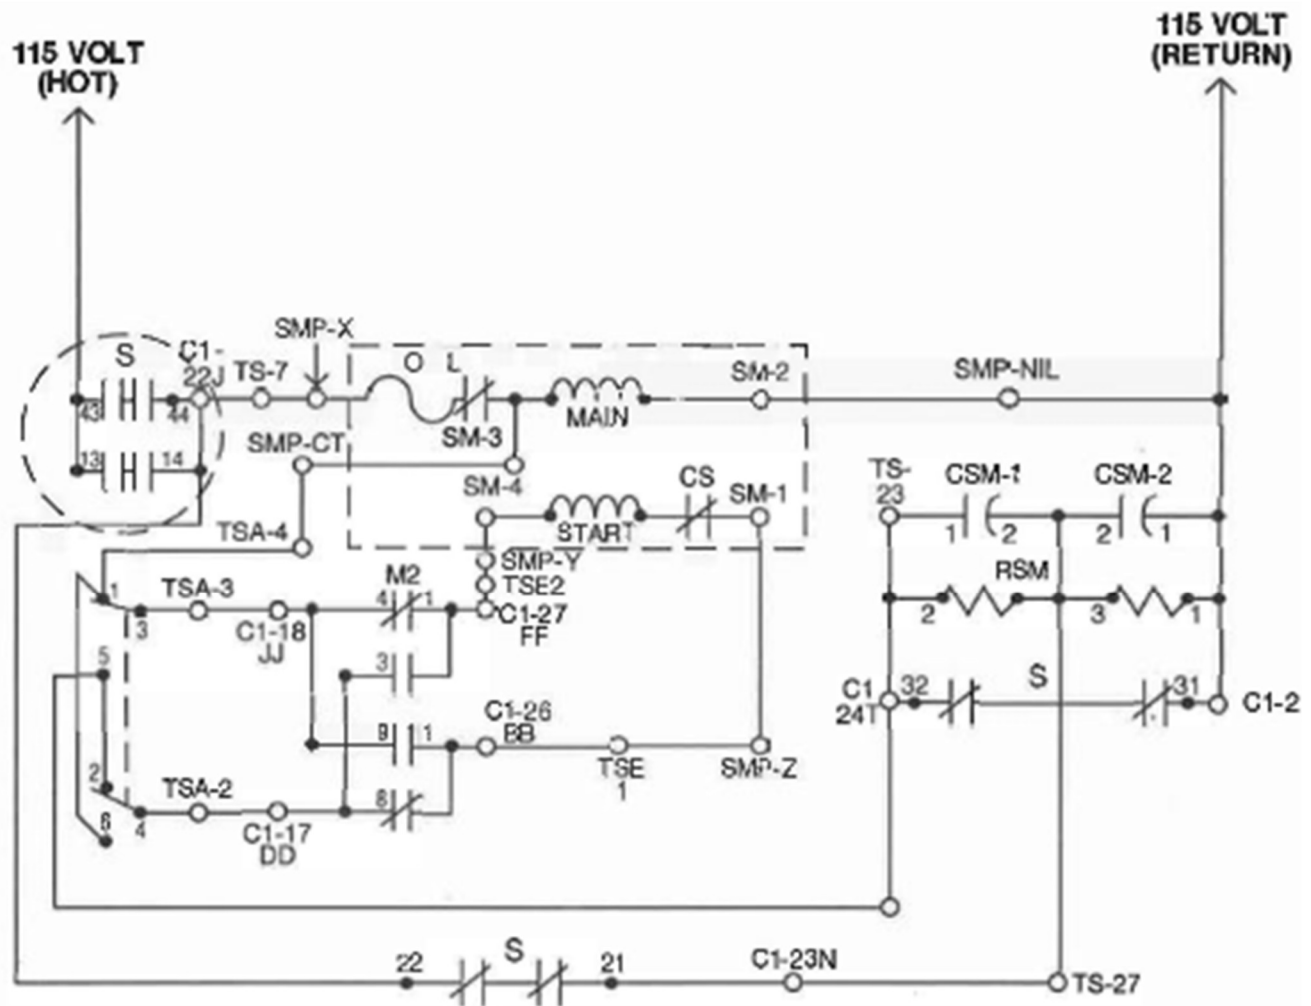 115 VOLT
(HOT)
115 VOLT
(RETURN)
SMP-X
S
C1-
22J
TS-7
O L
SM-2
SMP-NIL
43
44
MAIN
SM-3
SMP-CT
13
14
SM-4
CS
SM-1
TS-
23
CSM-1
CSM-2
START
1
2
2
1
TSA-4
SMP-Y
TSE2
C1-27
FF
RSM
M2
TSA-3
4
1
1
3
C1-18
JJ
2
3
1
5
3
S
C1
24T
32
31
C1-2
C1-26
BB
9
11
TSE
1
SMP-Z
2
TSA-2
8
6
4
C1-17
DD
22
S
21
C1-23N
TS-27